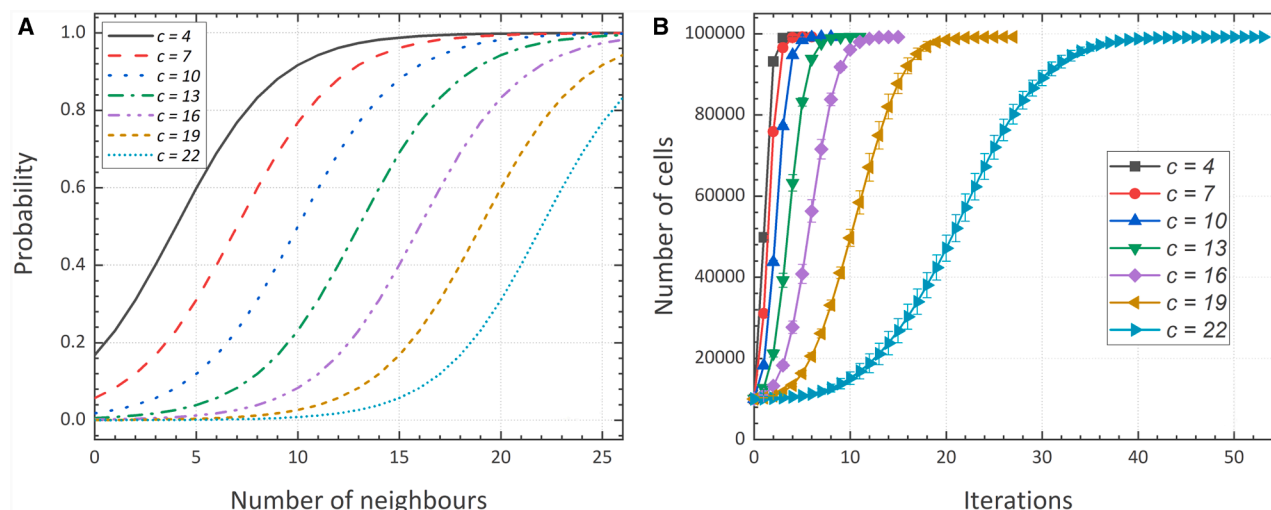 A
c = 4
c = 7
c = 10
c = 13
c = 16
c = 19
c = 22
1.0
0.8
0.6
0.4
0.2
0.0
Probability
0 5 10 15 20 25
Number of neighbours
B
100000
80000
60000
40000
20000
0
Number of cells
c = 4
c = 7
c = 10
c = 13
c = 16
c = 19
c = 22
0 10 20 30 40 50
Iterations